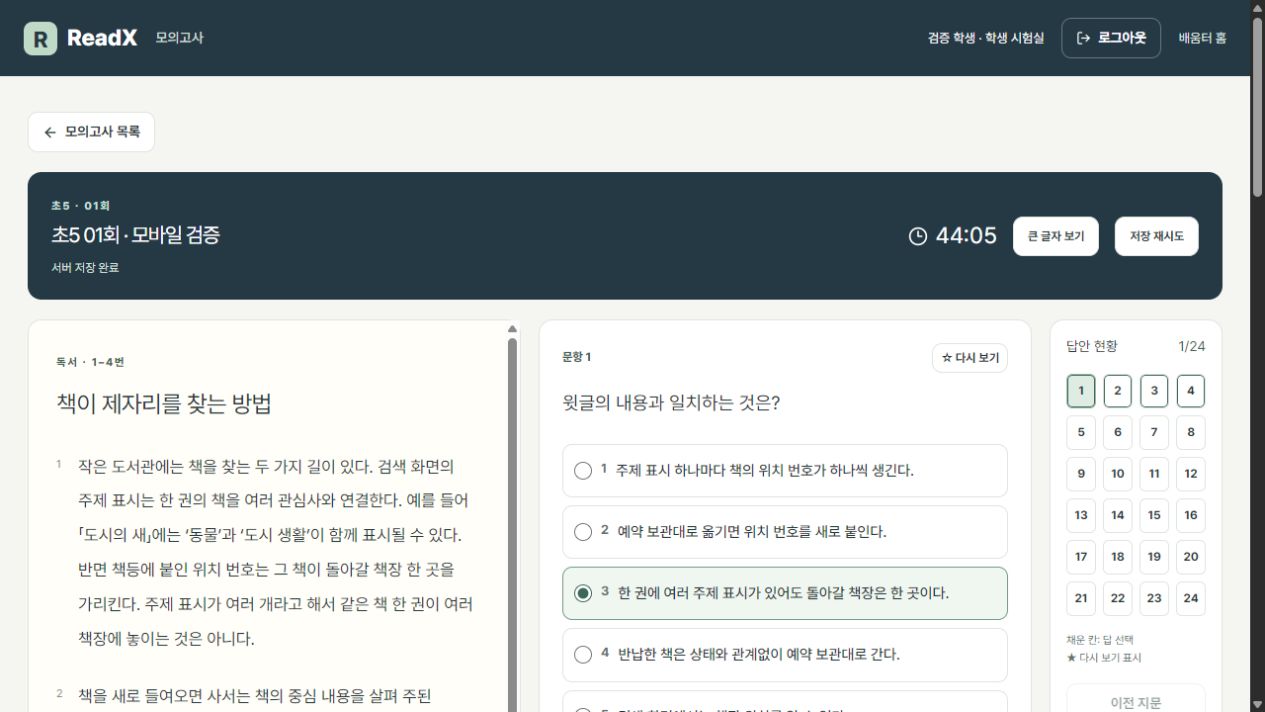 R ReadX 모의고사
검증 학생 · 학생 시험실
로그아웃
배움터 홈
← 모의고사 목록
초5 · 01회
초5 01회 · 모바일 검증
서버 저장 완료
44:05
큰 글자 보기
저장 재시도
독서 · 1–4번
책이 제자리를 찾는 방법
1 작은 도서관에는 책을 찾는 두 가지 길이 있다. 검색 화면의
주제 표시는 한 권의 책을 여러 관심사와 연결한다. 예를 들어
「도시의 새」에는 ‘동물’과 ‘도시 생활’이 함께 표시될 수 있다.
반면 책등에 붙인 위치 번호는 그 책이 돌아갈 책장 한 곳을
가리킨다. 주제 표시가 여러 개라고 해서 같은 책 한 권이 여러
책장에 놓이는 것은 아니다.
2 책을 새로 들여오면 사서는 책의 중심 내용을 살펴 주된
문항 1
☆ 다시 보기
윗글의 내용과 일치하는 것은?
1 주제 표시 하나마다 책의 위치 번호가 하나씩 생긴다.
2 예약 보관대로 옮기면 위치 번호를 새로 붙인다.
3 한 권에 여러 주제 표시가 있어도 돌아갈 책장은 한 곳이다.
4 반납한 책은 상태와 관계없이 예약 보관대로 간다.
답안 현황 1/24
1 2 3 4
5 6 7 8
9 10 11 12
13 14 15 16
17 18 19 20
21 22 23 24
채운 칸: 답 선택
★ 다시 보기 표시
이전 지문